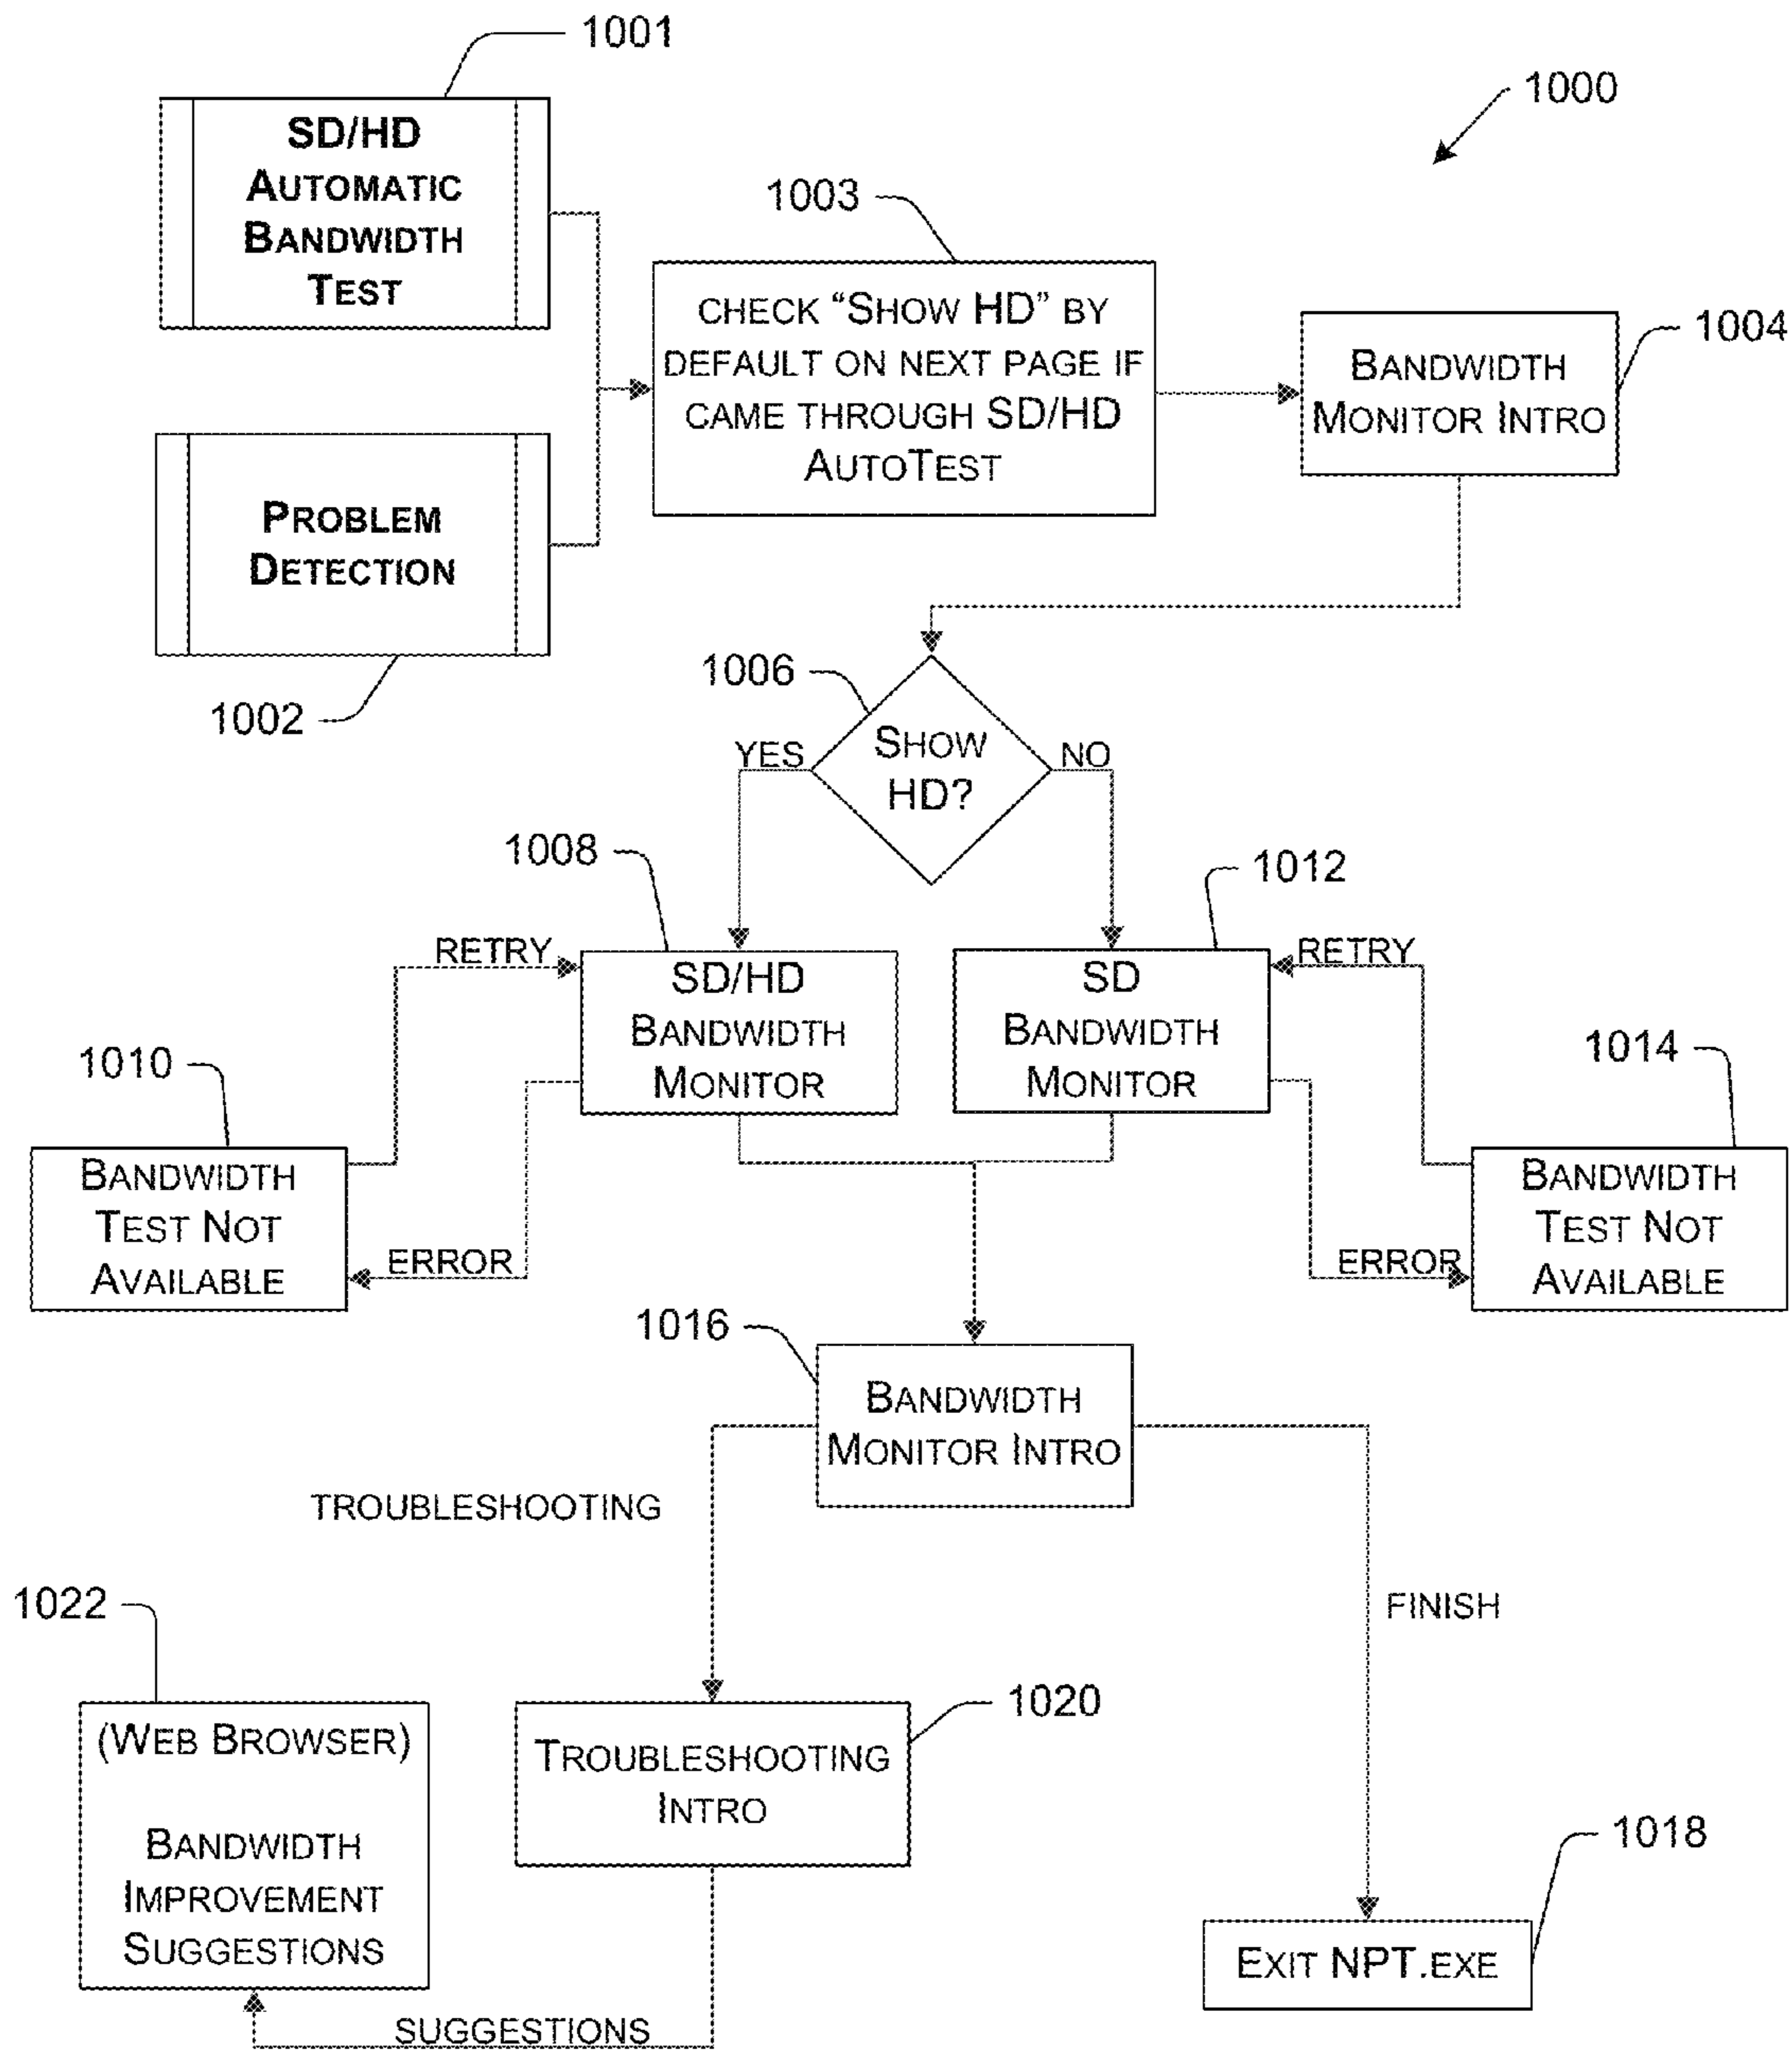 1001
1000
SD/HD
AUTOMATIC
BANDWIDTH
TEST
1003
CHECK “SHOW HD” BY
DEFAULT ON NEXT PAGE IF
CAME THROUGH SD/HD
AUTOTEST
1004
BANDWIDTH
MONITOR INTRO
PROBLEM
DETECTION
1002
1006
SHOW
HD?
YES
NO
1008
1012
RETRY
SD/HD
BANDWIDTH
MONITOR
SD
BANDWIDTH
MONITOR
RETRY
1010
1014
BANDWIDTH
TEST NOT
AVAILABLE
ERROR
ERROR
BANDWIDTH
TEST NOT
AVAILABLE
1016
BANDWIDTH
MONITOR INTRO
TROUBLESHOOTING
FINISH
1022
1020
(WEB BROWSER)
BANDWIDTH
IMPROVEMENT
SUGGESTIONS
TROUBLESHOOTING
INTRO
1018
EXIT NPT.EXE
SUGGESTIONS